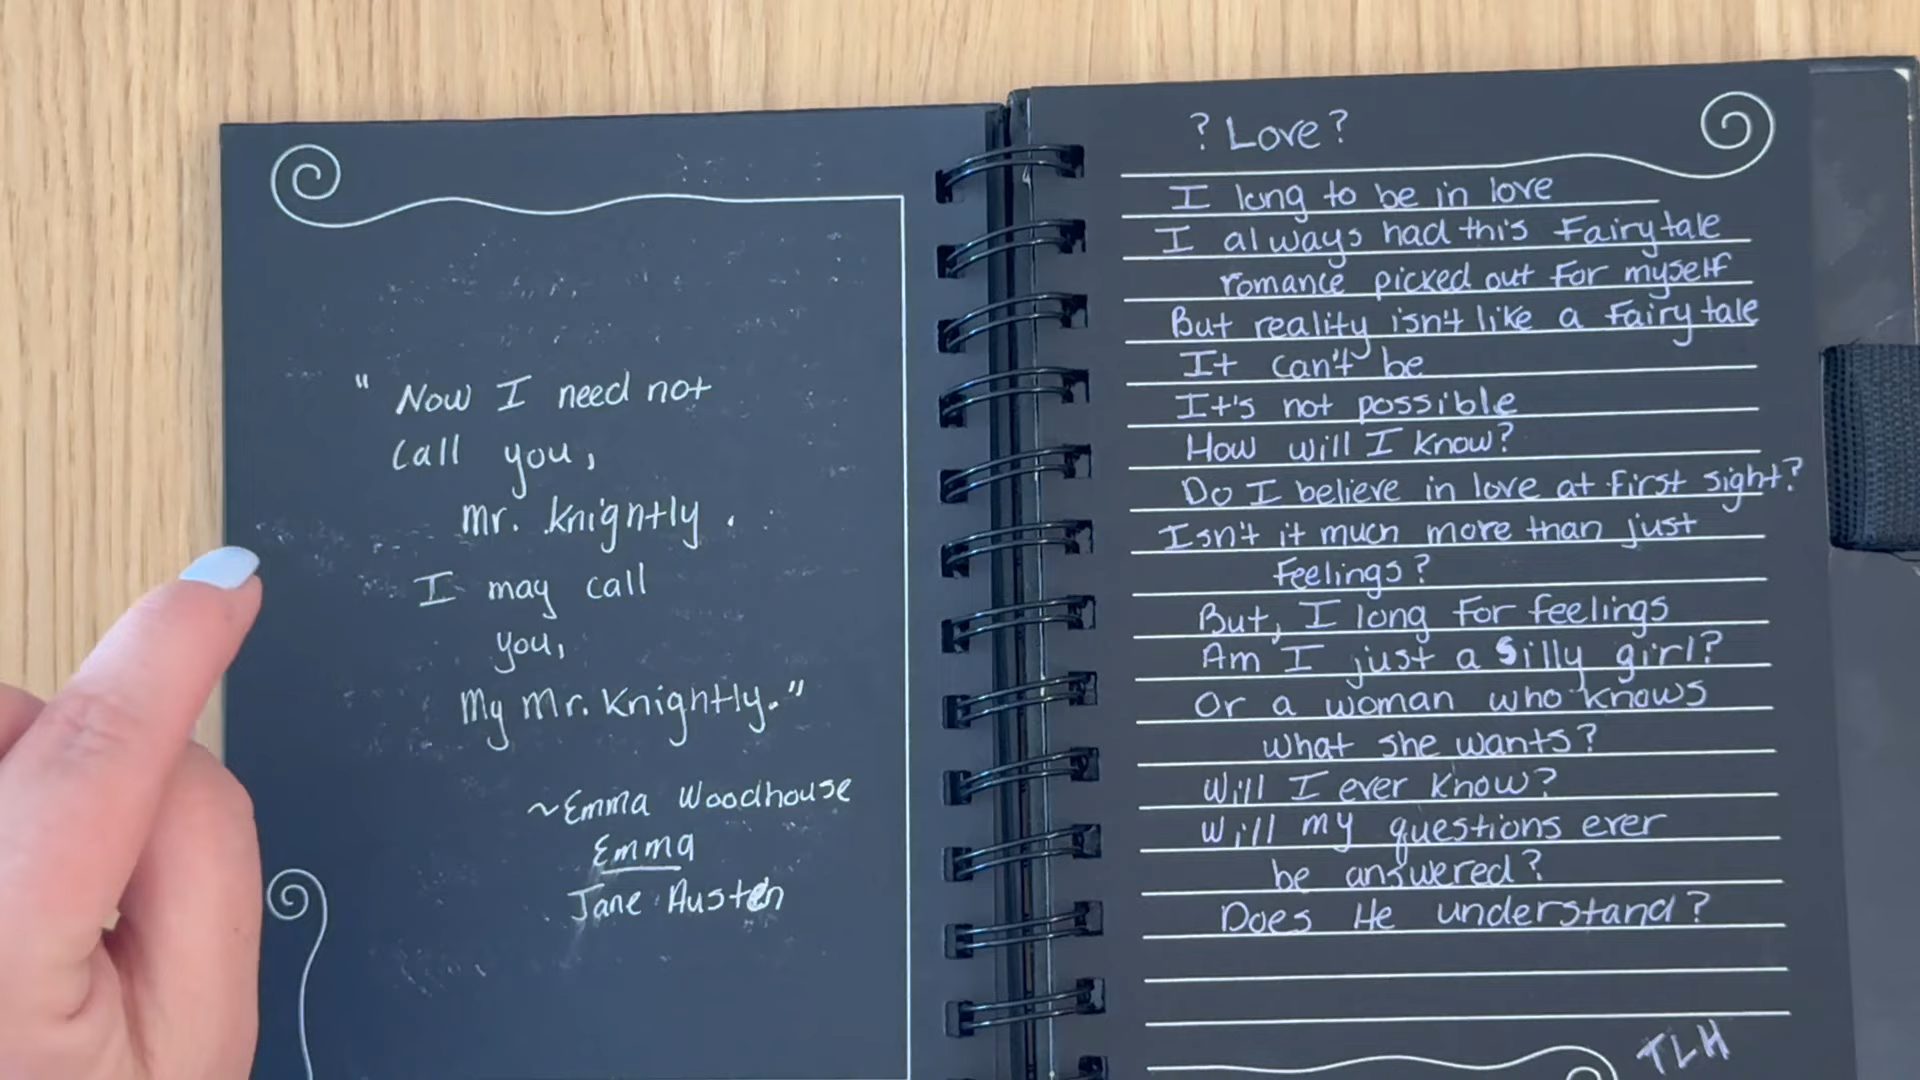 " Now I need not
call you,
Mr. Knightly.
I may call
you,
My Mr. Knightly."
~Emma Woodhouse
Emma
Jane Austen
? Love?
I long to be in love
I always had this Fairytale
romance picked out For myself
But reality isn't like a Fairytale
It can't be
It's not possible
How will I know?
Do I believe in love at first sight?
Isn't it much more than just
feelings?
But, I long For feelings
Am I just a silly girl?
Or a woman who knows
what she wants?
Will I ever know?
Will my questions ever
be answered?
Does He understand?
TLH